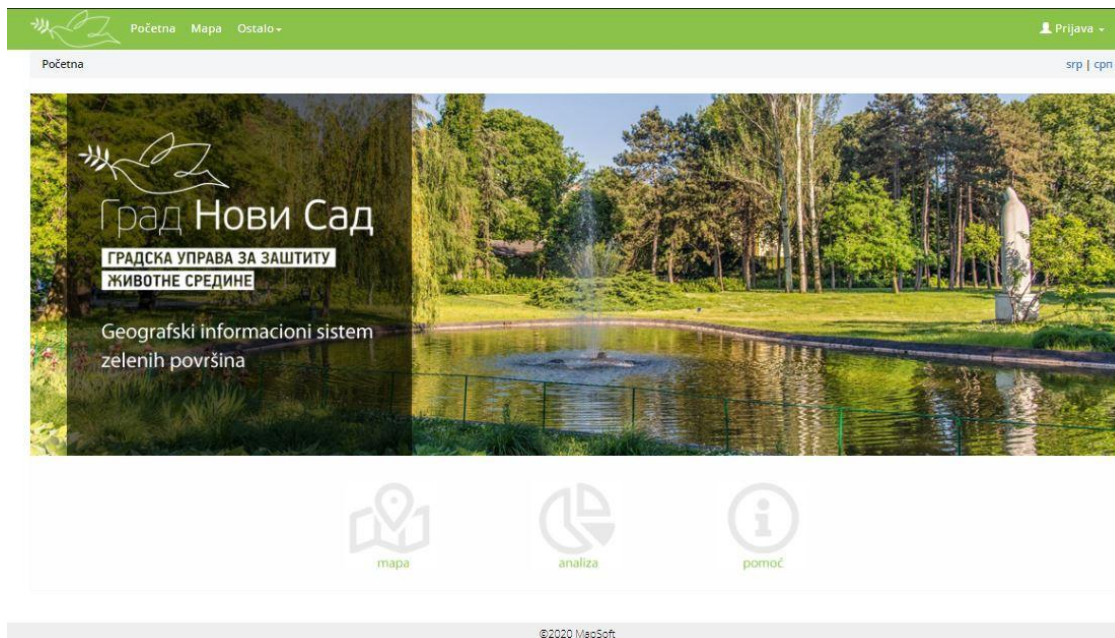 Početna Mapa Ostalo Prijava
Početna srp | срп
Град Нови Сад
ГРАДСКА УПРАВА ЗА ЗАШТИТУ
ЖИВОТНЕ СРЕДИНЕ
Geografski informacioni sistem
zelenih površina
mapa analiza pomoć
©2020 MapSoft